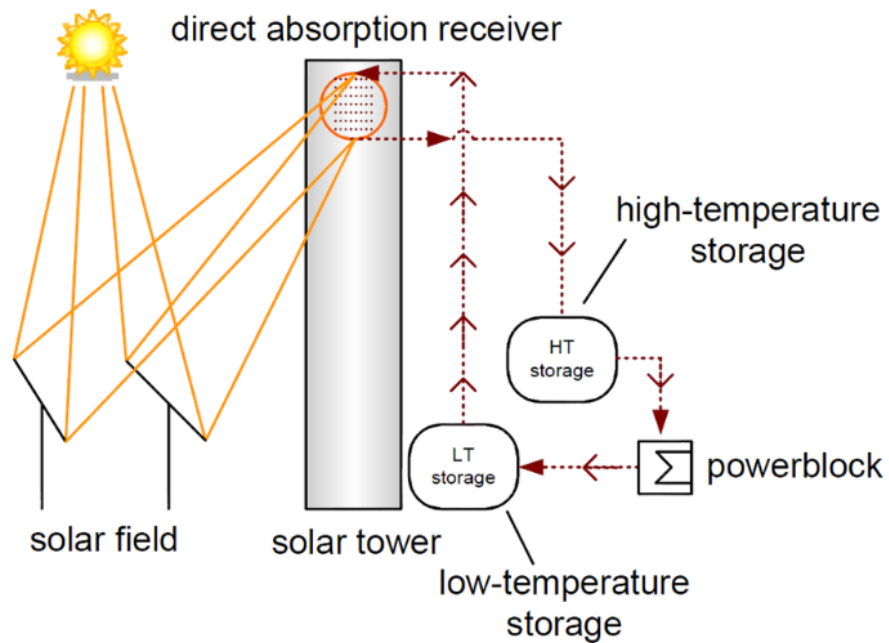 direct absorption receiver
high-temperature
storage
HT
storage
LT
storage
powerblock
solar field
solar tower
low-temperature
storage